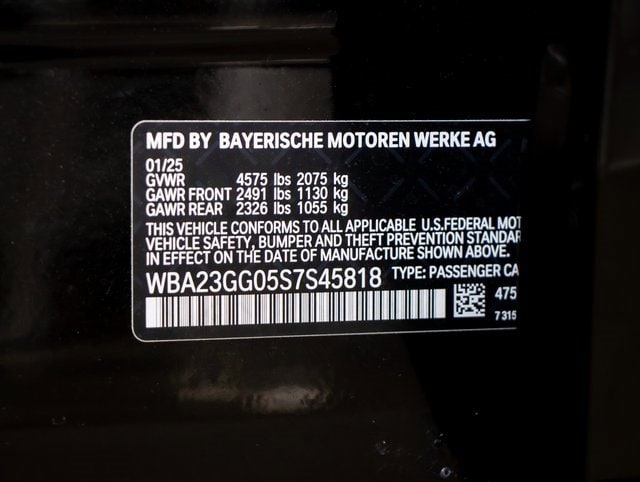 MFD BY BAYERISCHE MOTOREN WERKE AG
01/25
GVWR 4575 lbs 2075 kg
GAWR FRONT 2491 lbs 1130 kg
GAWR REAR 2326 lbs 1055 kg
THIS VEHICLE CONFORMS TO ALL APPLICABLE U.S.FEDERAL MOT
VEHICLE SAFETY, BUMPER AND THEFT PREVENTION STANDAR
IN EFFECT ON THE DATE OF MANUFACTURE SHOWN ABOVE.
WBA23GG05S7S45818 TYPE: PASSENGER CA
475
7 315